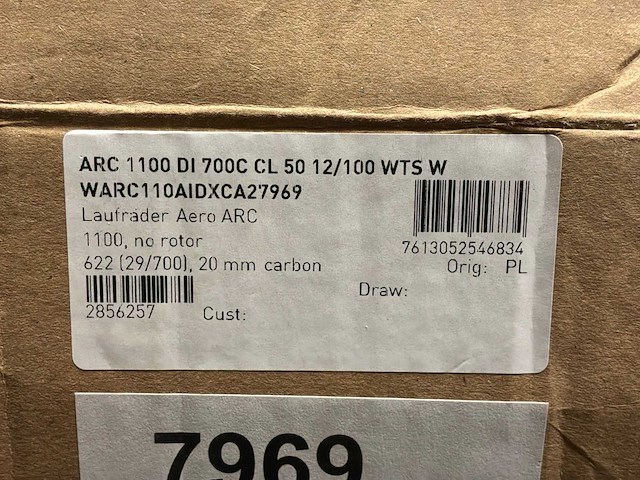 ARC 1100 DI 700C CL 50 12/100 WTS W
WARC110AIDXCA27969
Laufräder Aero ARC
1100, no rotor
622 (29/700), 20 mm carbon
7613052546834
Orig: PL
Draw:
2856257
Cust:
7969